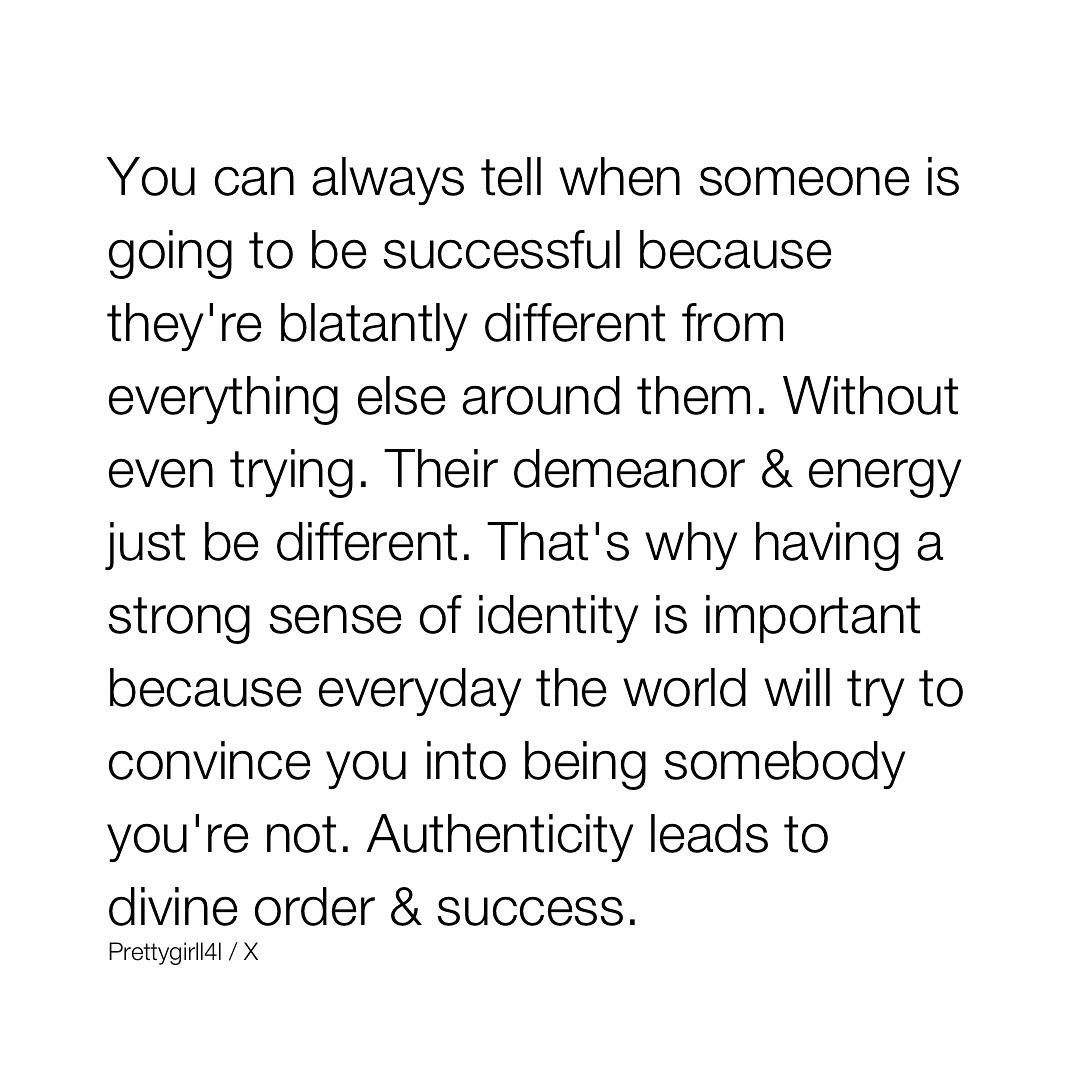 You can always tell when someone is
going to be successful because
they're blatantly different from
everything else around them. Without
even trying. Their demeanor & energy
just be different. That's why having a
strong sense of identity is important
because everyday the world will try to
convince you into being somebody
you're not. Authenticity leads to
divine order & success.
Prettygirll4l / X